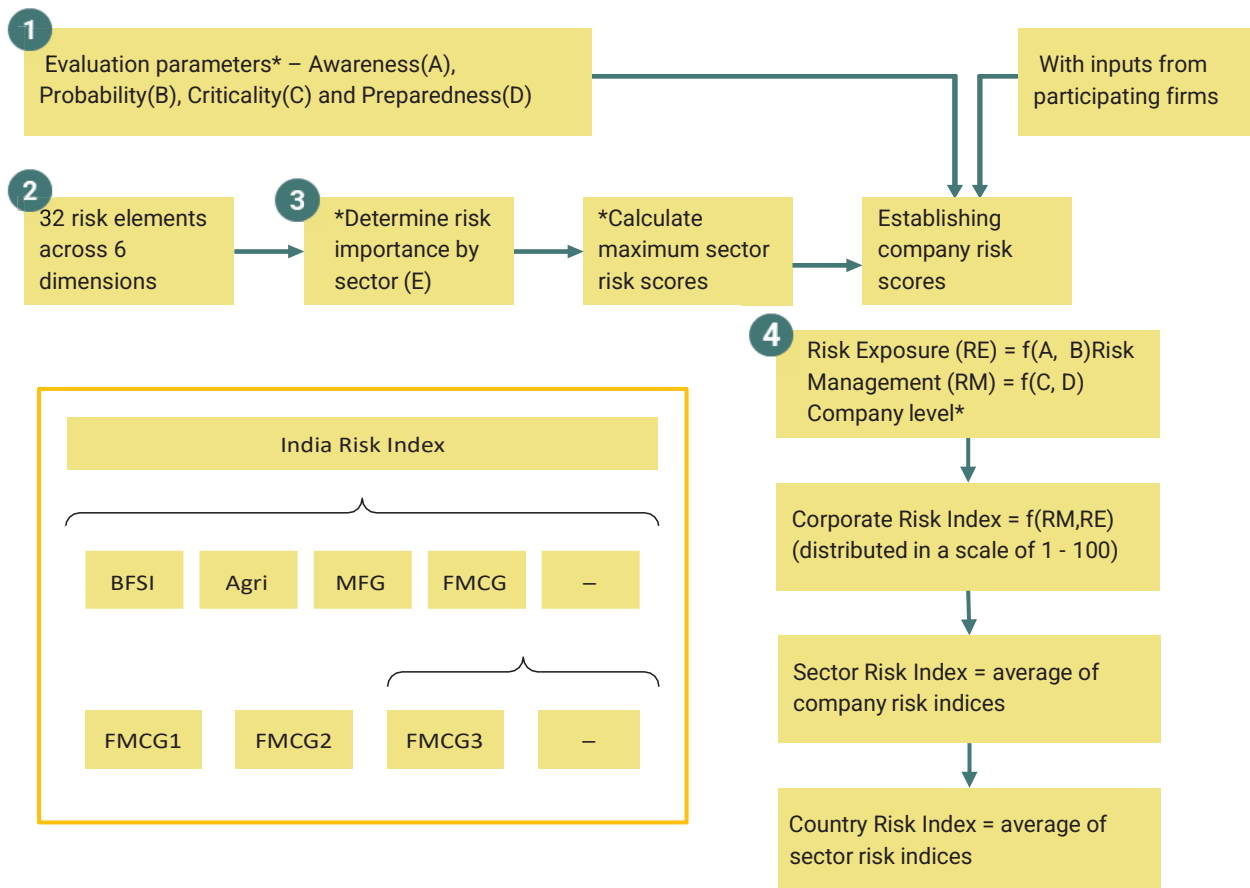 1
Evaluation parameters* – Awareness(A),
Probability(B), Criticality(C) and Preparedness(D)
With inputs from
participating firms
2
32 risk elements
across 6
dimensions
3
*Determine risk
importance by
sector (E)
*Calculate
maximum sector
risk scores
Establishing
company risk
scores
4
Risk Exposure (RE) = f(A, B)Risk
Management (RM) = f(C, D)
Company level*
Corporate Risk Index = f(RM,RE)
(distributed in a scale of 1 - 100)
Sector Risk Index = average of
company risk indices
Country Risk Index = average of
sector risk indices
India Risk Index
BFSI
Agri
MFG
FMCG
–
FMCG1
FMCG2
FMCG3
–